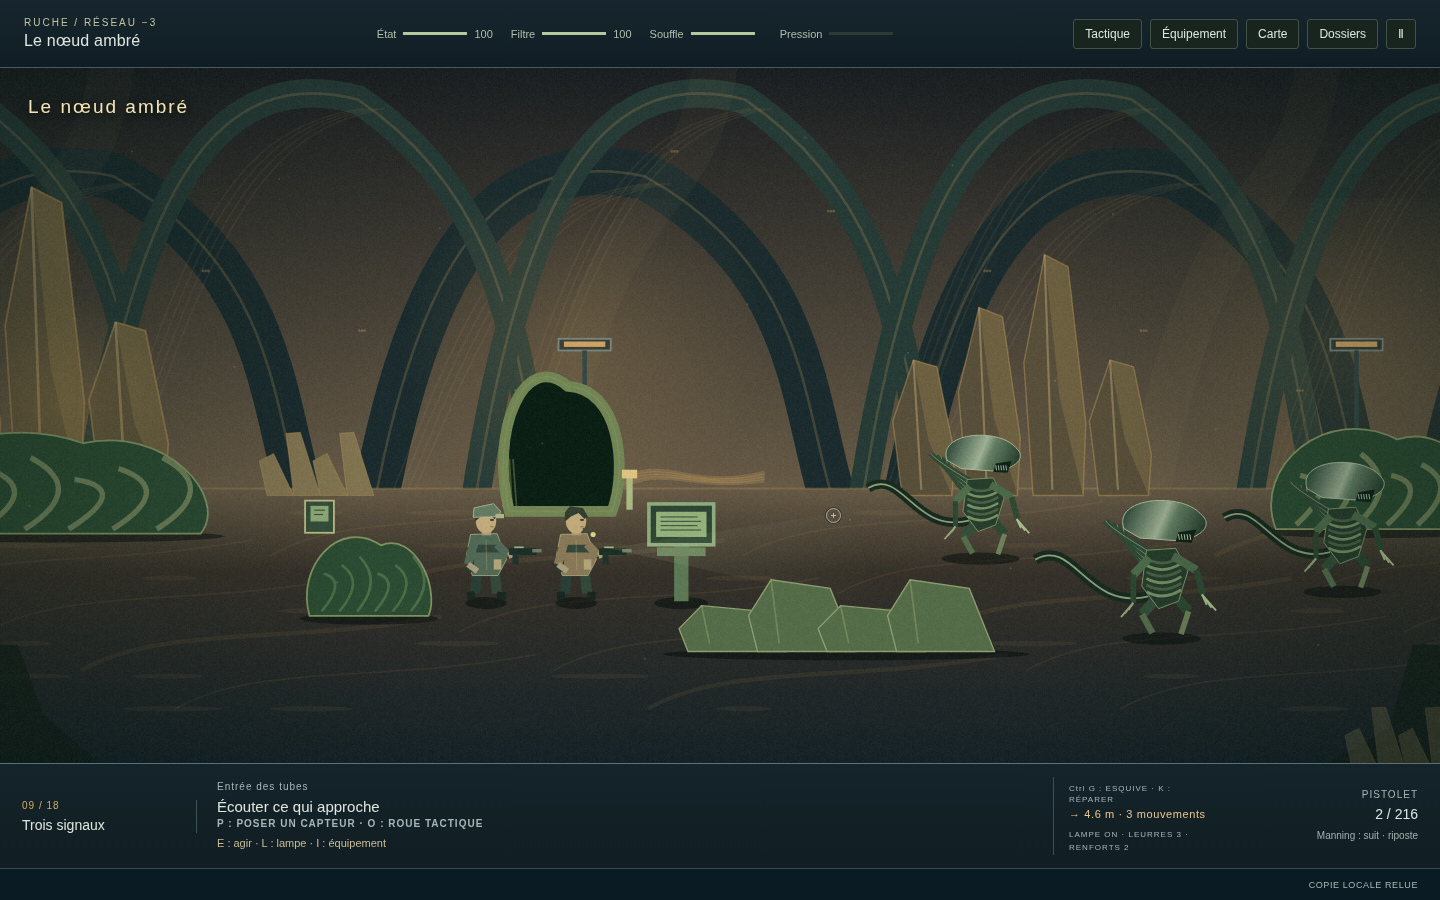 RUCHE / RÉSEAU −3
Le nœud ambré
État 100 Filtre 100 Souffle Pression
Tactique Équipement Carte Dossiers II
Le nœud ambré
09 / 18
Trois signaux
Entrée des tubes
Écouter ce qui approche
P : POSER UN CAPTEUR · O : ROUE TACTIQUE
E : agir · L : lampe · I : équipement
Ctrl G : ESQUIVE · K :
RÉPARER
→ 4.6 m · 3 mouvements
LAMPE ON · LEURRES 3 ·
RENFORTS 2
PISTOLET
2 / 216
Manning : suit · riposte
COPIE LOCALE RELUE